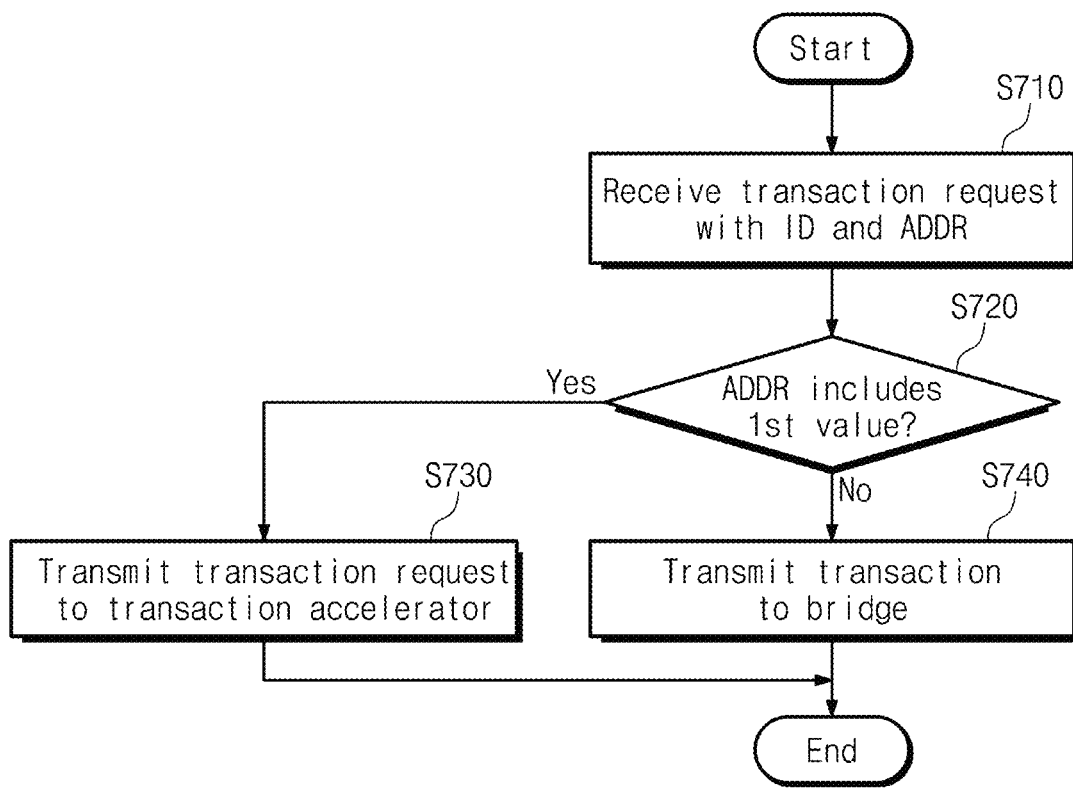 Start
S710
Receive transaction request
with ID and ADDR
S720
Yes
ADDR includes
1st value?
No
S730
S740
Transmit transaction request
to transaction accelerator
Transmit transaction
to bridge
End